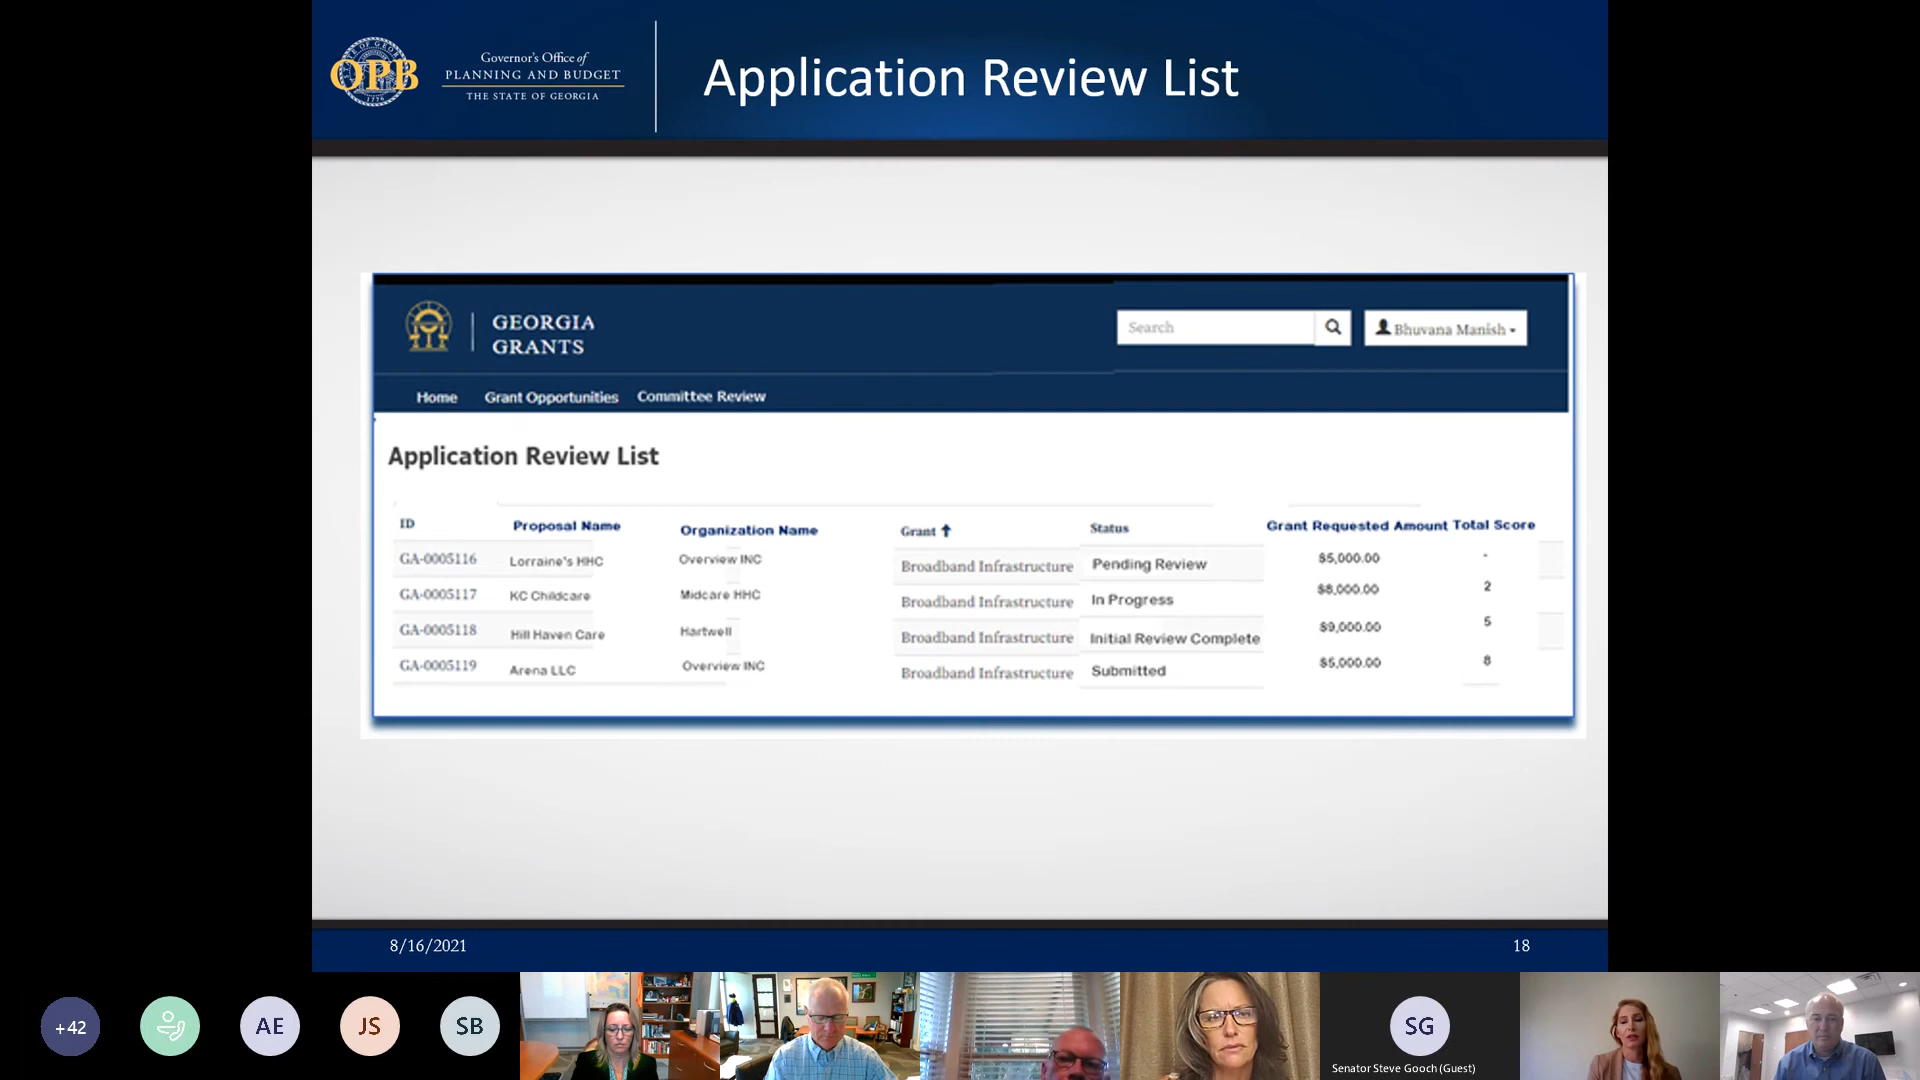 OPB
1776
Governor's Office of
PLANNING AND BUDGET
THE STATE OF GEORGIA
Application Review List
GEORGIA
GRANTS
Search
Bhuvana Manish
Home Grant Opportunities Committee Review
Application Review List
ID Proposal Name Organization Name Grant ↑ Status Grant Requested Amount Total Score
GA-0005116 Lorraine's HHC Overview INC Broadband Infrastructure Pending Review $5,000.00 -
GA-0005117 KC Childcare Midcare HHC Broadband Infrastructure In Progress $8,000.00 2
GA-0005118 Hill Haven Care Hartwell Broadband Infrastructure Initial Review Complete $9,000.00 5
GA-0005119 Arena LLC Overview INC Broadband Infrastructure Submitted $5,000.00 8
8/16/2021 18
+42 AE JS SB SG
Senator Steve Gooch (Guest)